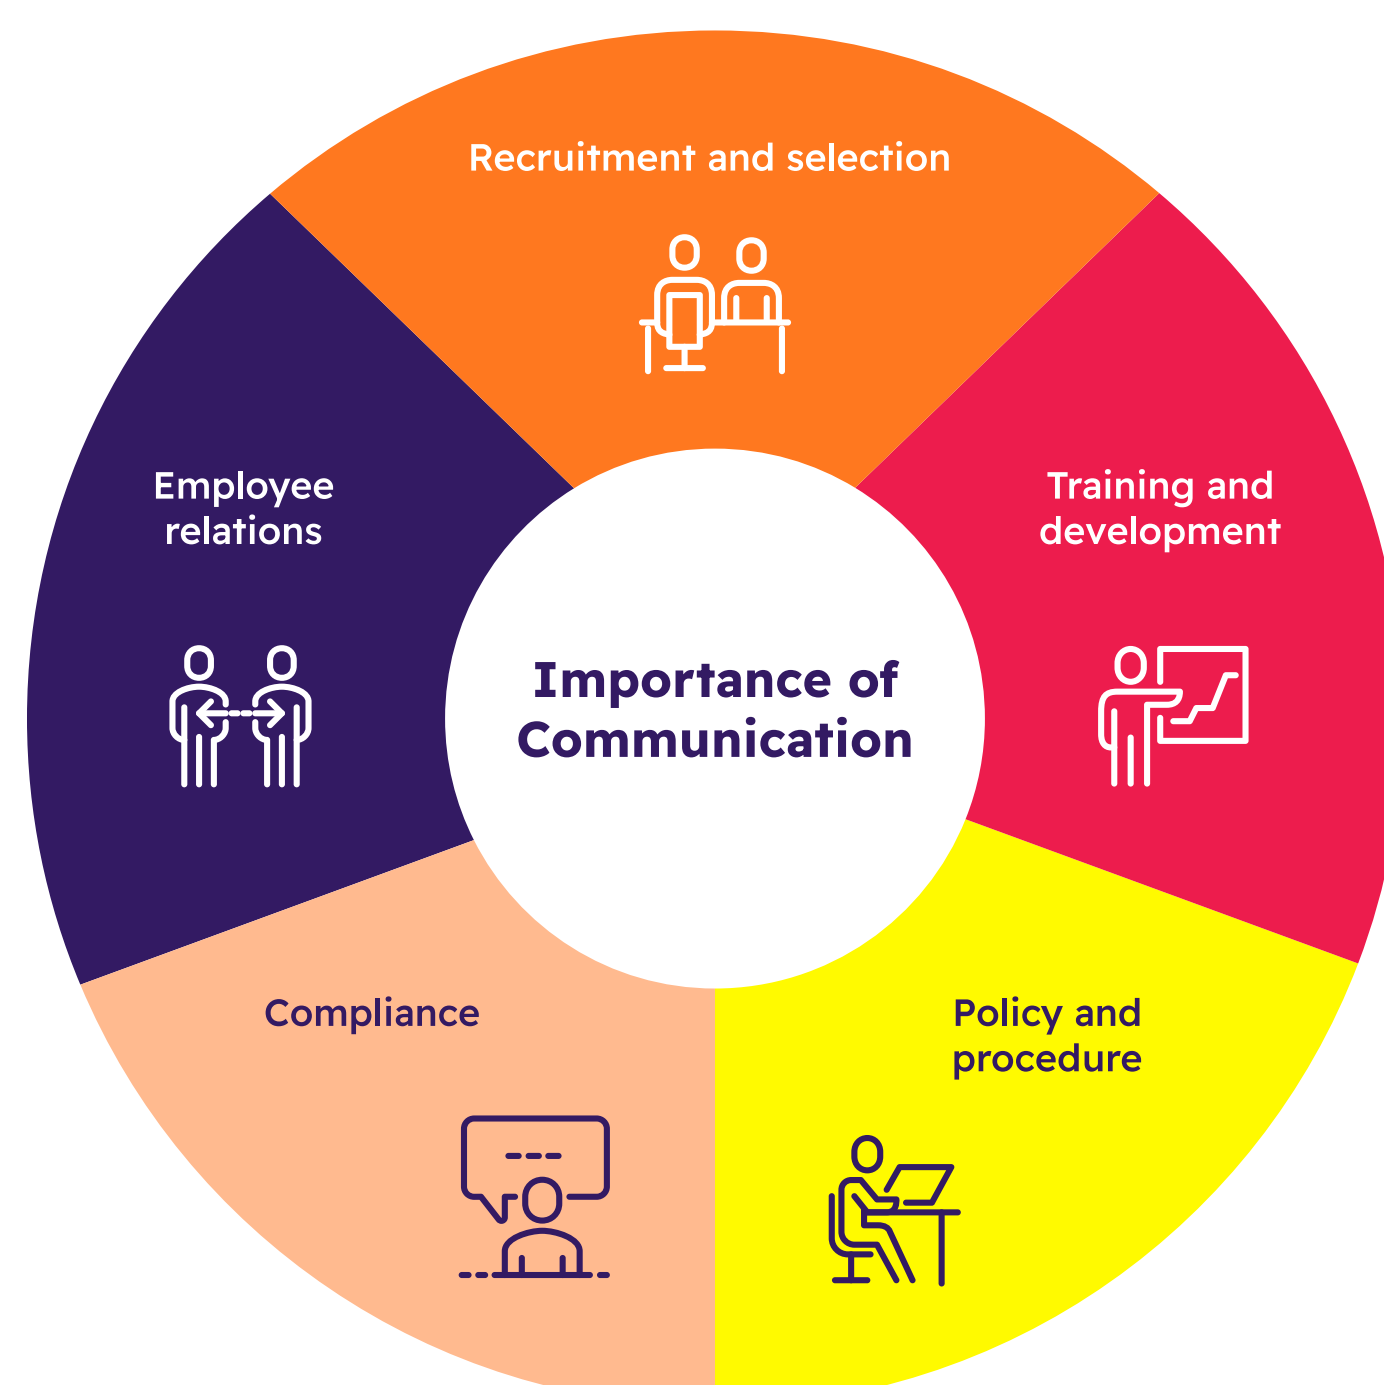 Recruitment and selection
Employee
relations
Training and
development
Importance of
Communication
Compliance
Policy and
procedure